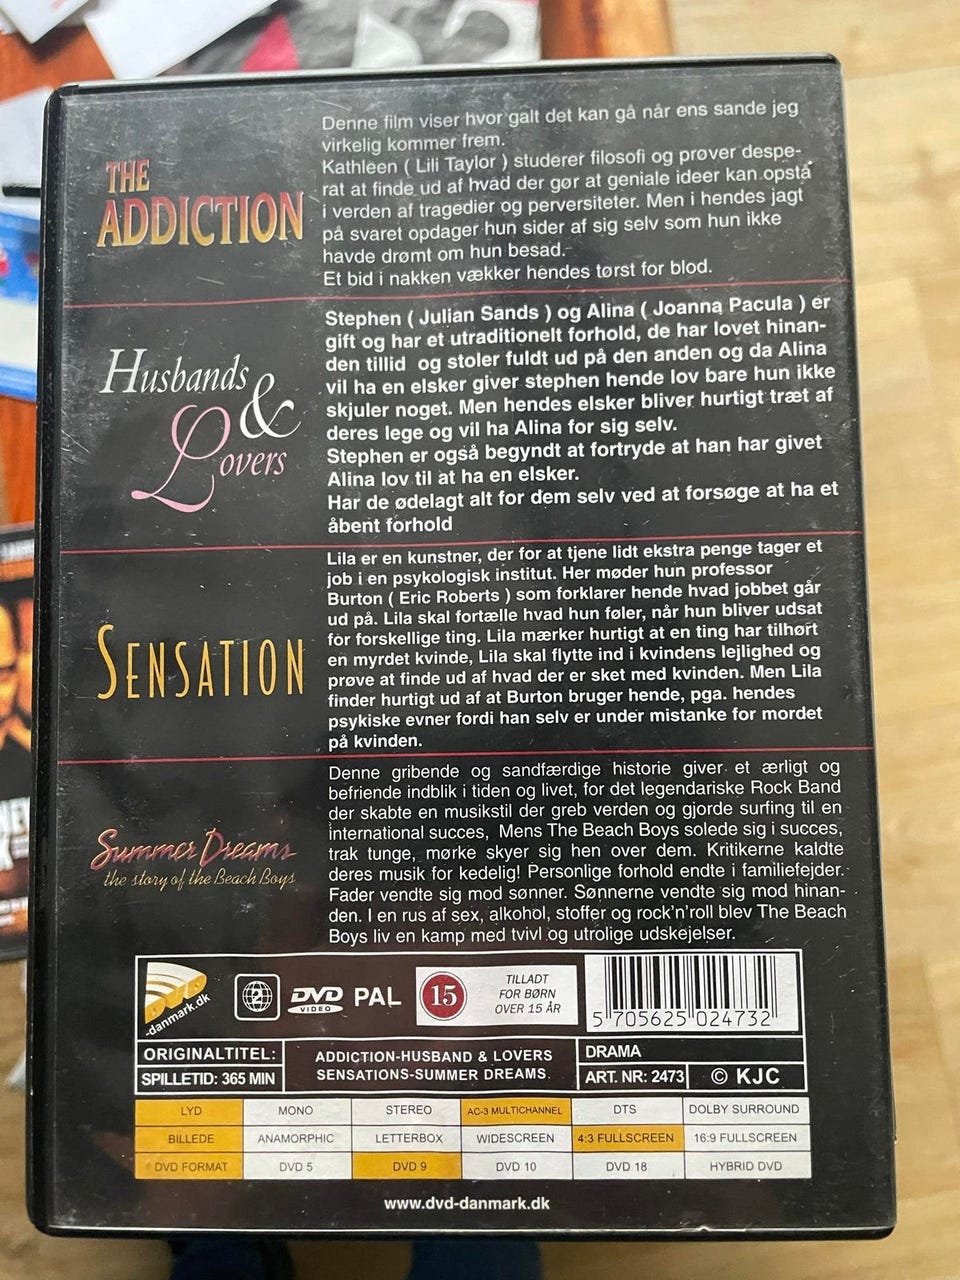 THE
ADDICTION
Denne film viser hvor galt det kan gå når ens sande jeg
virkelig kommer frem.
Kathleen ( Lili Taylor ) studerer filosofi og prøver despe-
rat at finde ud af hvad der gør at geniale ideer kan opstå
i verden af tragedier og perversiteter. Men i hendes jagt
på svaret opdager hun sider af sig selv som hun ikke
havde drømt om hun besad.
Et bid i nakken vækker hendes tørst for blod.
Husbands
&
Lovers
Stephen ( Julian Sands ) og Alina ( Joanna Pacula ) er
gift og har et utraditionelt forhold, de har lovet hinan-
den tillid og stoler fuldt ud på den anden og da Alina
vil ha en elsker giver stephen hende lov bare hun ikke
skjuler noget. Men hendes elsker bliver hurtigt træt af
deres lege og vil ha Alina for sig selv.
Stephen er også begyndt at fortryde at han har givet
Alina lov til at ha en elsker.
Har de ødelagt alt for dem selv ved at forsøge at ha et
åbent forhold
SENSATION
Lila er en kunstner, der for at tjene lidt ekstra penge tager et
job i en psykologisk institut. Her møder hun professor
Burton ( Eric Roberts ) som forklarer hende hvad jobbet går
ud på. Lila skal fortælle hvad hun føler, når hun bliver udsat
for forskellige ting. Lila mærker hurtigt at en ting har tilhørt
en myrdet kvinde, Lila skal flytte ind i kvindens lejlighed og
prøve at finde ud af hvad der er sket med kvinden. Men Lila
finder hurtigt ud af at Burton bruger hende, pga. hendes
psykiske evner fordi han selv er under mistanke for mordet
på kvinden.
Summer Dreams
the story of the Beach Boys
Denne gribende og sandfærdige historie giver et ærligt og
befriende indblik i tiden og livet, for det legendariske Rock Band
der skabte en musikstil der greb verden og gjorde surfing til en
international succes, Mens The Beach Boys solede sig i succes,
trak tunge, mørke skyer sig hen over dem. Kritikerne kaldte
deres musik for kedelig! Personlige forhold endte i familiefejder.
Fader vendte sig mod sønner. Sønnerne vendte sig mod hinan-
den. I en rus af sex, alkohol, stoffer og rock'n'roll blev The Beach
Boys liv en kamp med tvivl og utrolige udskejelser.
DVD
-danmark.dk
2
DVD
VIDEO
PAL
15
TILLADT
FOR BØRN
OVER 15 ÅR
5 705625 024732
ORIGINALTITEL:
SPILLETID: 365 MIN
ADDICTION-HUSBAND & LOVERS
SENSATIONS-SUMMER DREAMS.
DRAMA
ART. NR: 2473
© KJC
LYD MONO STEREO AC-3 MULTICHANNEL DTS DOLBY SURROUND
BILLEDE ANAMORPHIC LETTERBOX WIDESCREEN 4:3 FULLSCREEN 16:9 FULLSCREEN
DVD FORMAT DVD 5 DVD 9 DVD 10 DVD 18 HYBRID DVD
www.dvd-danmark.dk